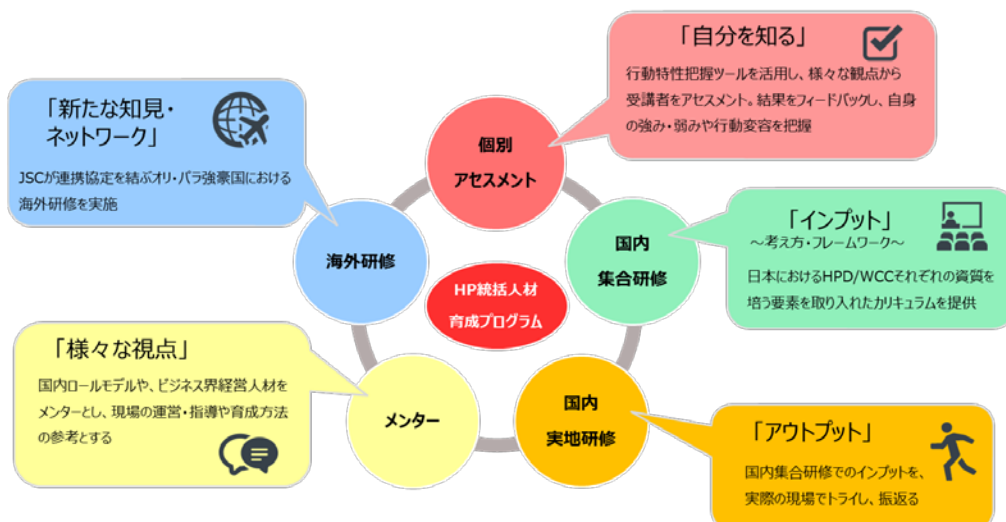 「自分を知る」
行動特性把握ツールを活用し、様々な観点から
受講者をアセスメント。結果をフィードバックし、自身
の強み・弱みや行動変容を把握
「新たな知見・
ネットワーク」
JSCが連携協定を結ぶオリ・パラ強豪国における
海外研修を実施
個別
アセスメント
「インプット」
～考え方・フレームワーク～
日本におけるHPD/WCCそれぞれの資質を
培う要素を取り入れたカリキュラムを提供
国内
集合研修
海外研修
HP統括人材
育成プログラム
「様々な視点」
国内ロールモデルや、ビジネス界経営人材を
メンターとし、現場の運営・指導や育成方法
の参考とする
メンター
国内
実地研修
「アウトプット」
国内集合研修でのインプットを、
実際の現場でトライし、振返る